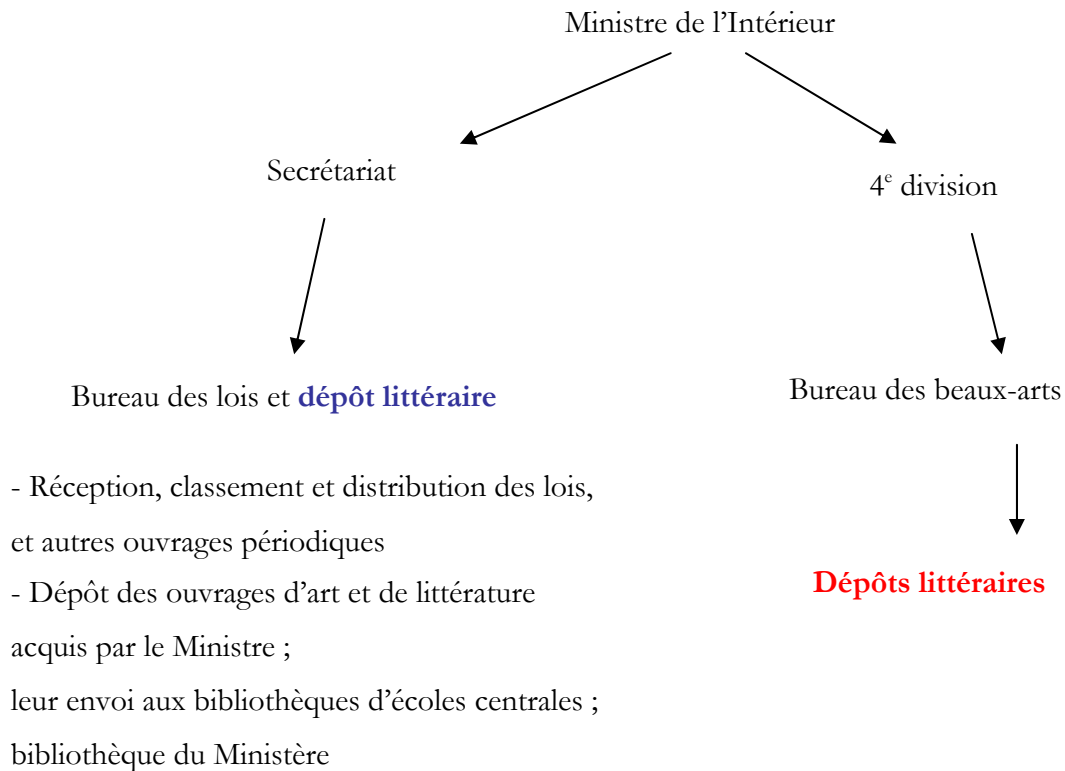 Ministre de l’Intérieur
Secrétariat
4e division
Bureau des lois et dépôt littéraire
Bureau des beaux-arts
- Réception, classement et distribution des lois,
et autres ouvrages périodiques
- Dépôt des ouvrages d’art et de littérature
acquis par le Ministre ;
leur envoi aux bibliothèques d’écoles centrales ;
bibliothèque du Ministère
Dépôts littéraires